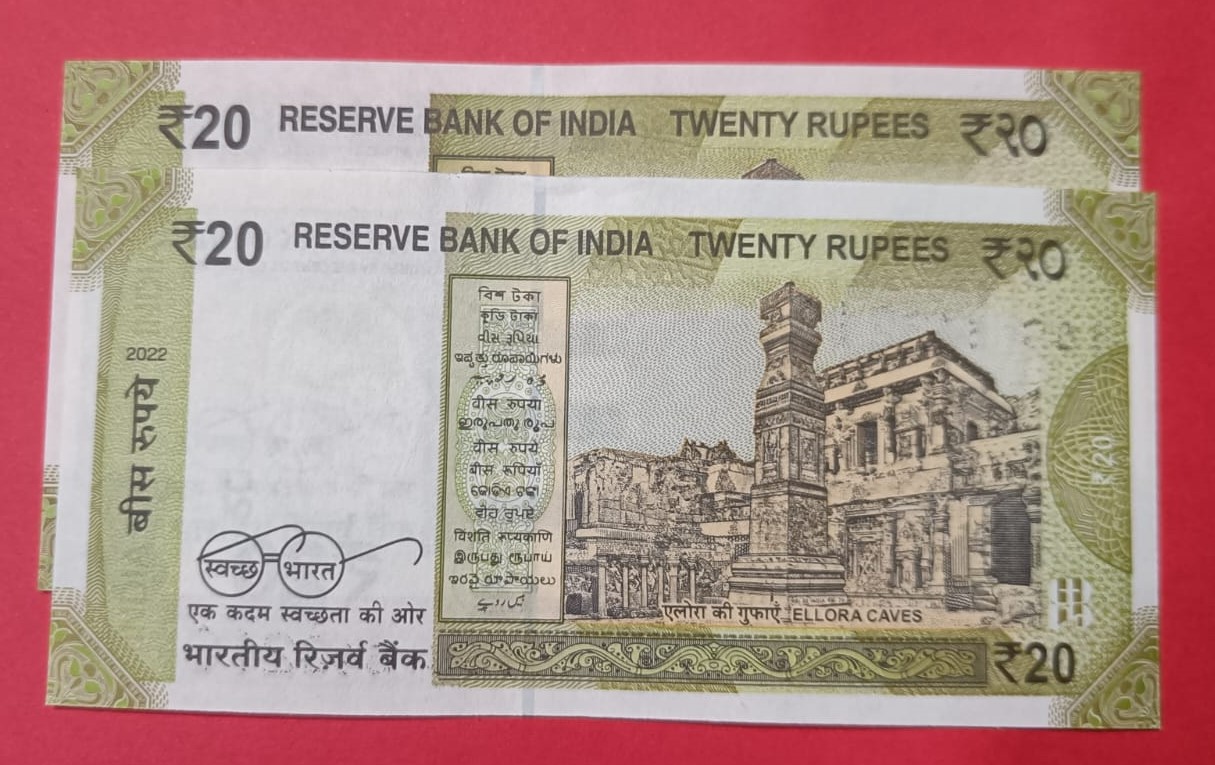 ₹20 RESERVE BANK OF INDIA TWENTY RUPEES ₹२०
₹20 RESERVE BANK OF INDIA TWENTY RUPEES ₹२०
2022
बीस रुपये
বিশ টকা
কুড়ি টাকা
વીસ રૂપિયા
ಇಪ್ಪತ್ತು ರೂಪಾಯಿಗಳು
वीस रुपया
ഇരുപതു രൂപ
वीस रुपये
बीस रूपियाँ
କୋଡିଏ ଟଙ୍କା
ਵੀਹ ਰੁਪਏ
विंशती रूप्यकाणि
இருபது ரூபாய்
ఇరవై రూపాయలు
₹20
स्वच्छ भारत
एक कदम स्वच्छता की ओर
एलोरा की गुफाएं ELLORA CAVES
भारतीय रिज़र्व बैंक
₹20